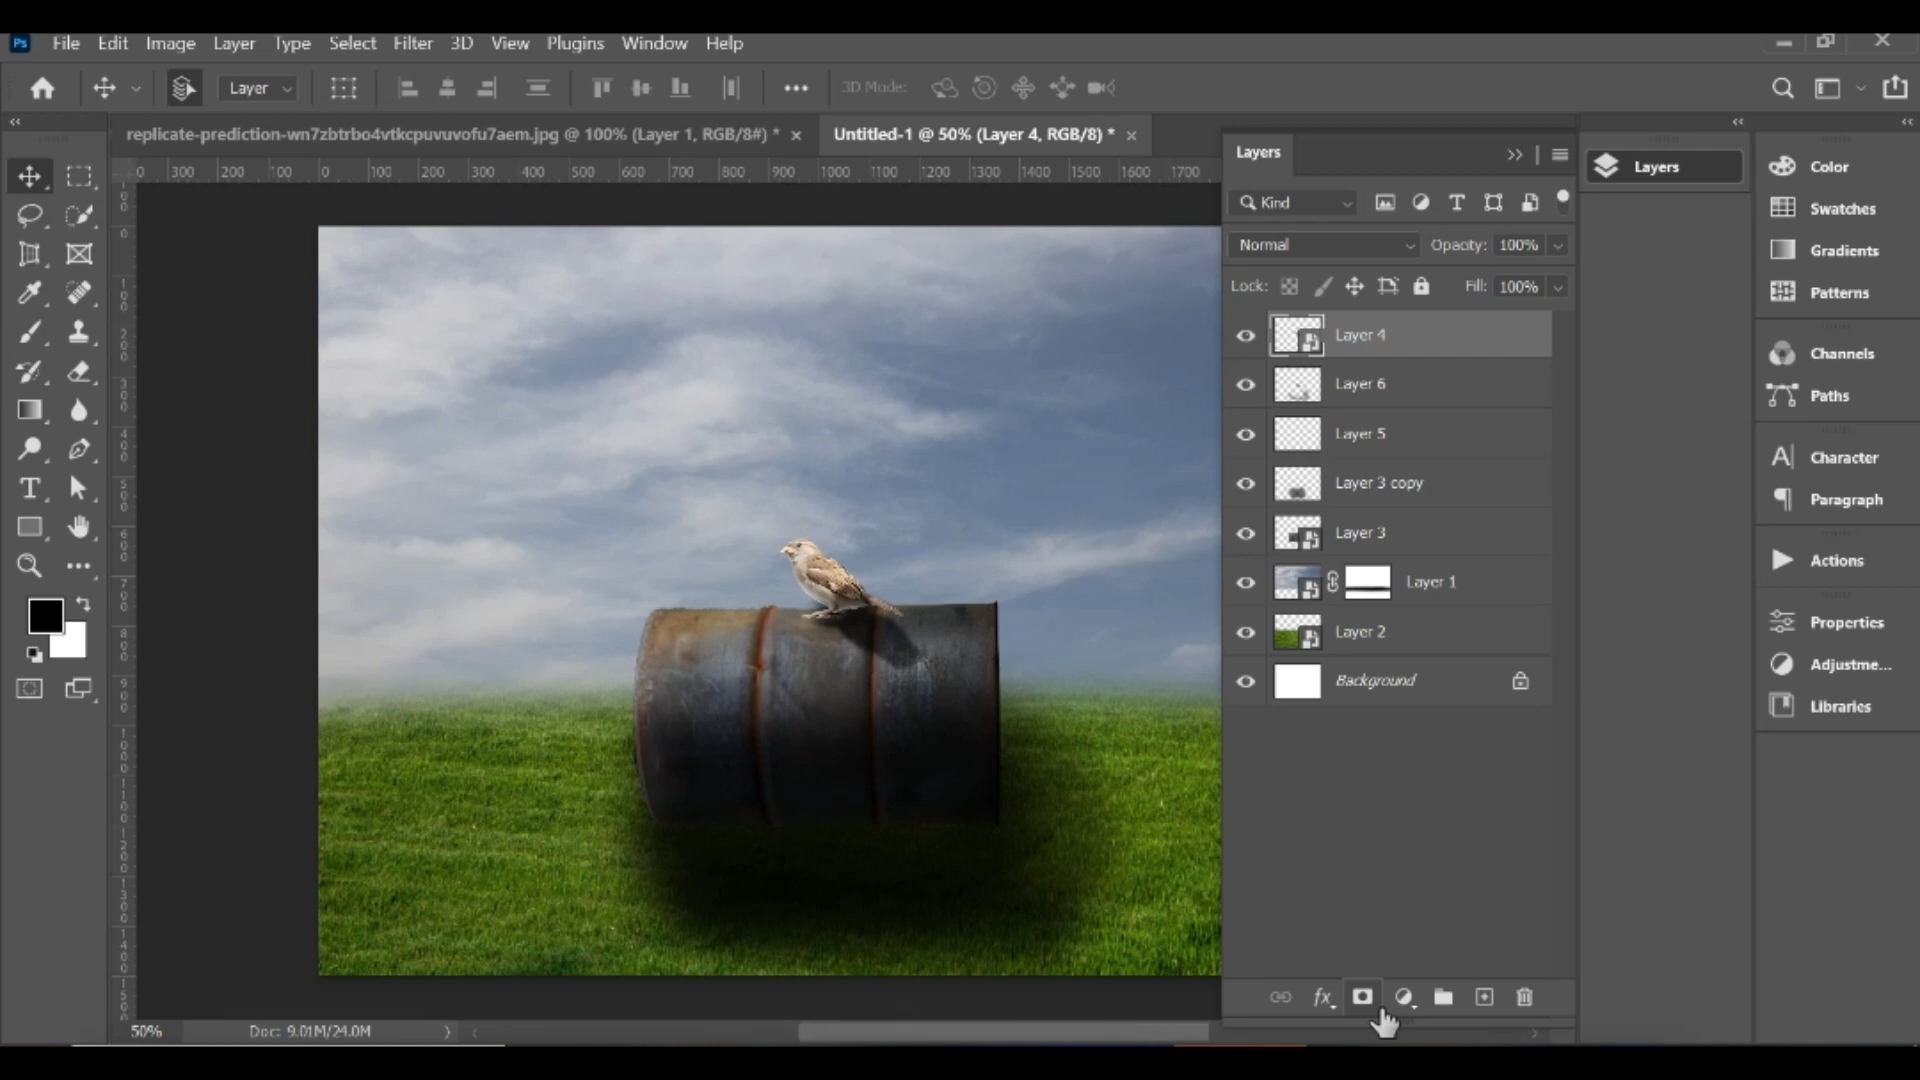 Ps File Edit Image Layer Type Select Filter 3D View Plugins Window Help
Layer 3D Mode:
replicate-prediction-wn7zbtrbo4vtkcpuvuvofu7aem.jpg @ 100% (Layer 1, RGB/8#) * × Untitled-1 @ 50% (Layer 4, RGB/8) * ×
0 300 200 100 0 100 200 300 400 500 600 700 800 900 1000 1100 1200 1300 1400 1500 1600 1700
Layers
Kind
Normal Opacity: 100%
Lock: Fill: 100%
Layer 4
Layer 6
Layer 5
Layer 3 copy
Layer 3
Layer 1
Layer 2
Background
fx
Layers
Color
Swatches
Gradients
Patterns
Channels
Paths
Character
Paragraph
Actions
Properties
Adjustme...
Libraries
50% Doc: 9.01M/24.0M